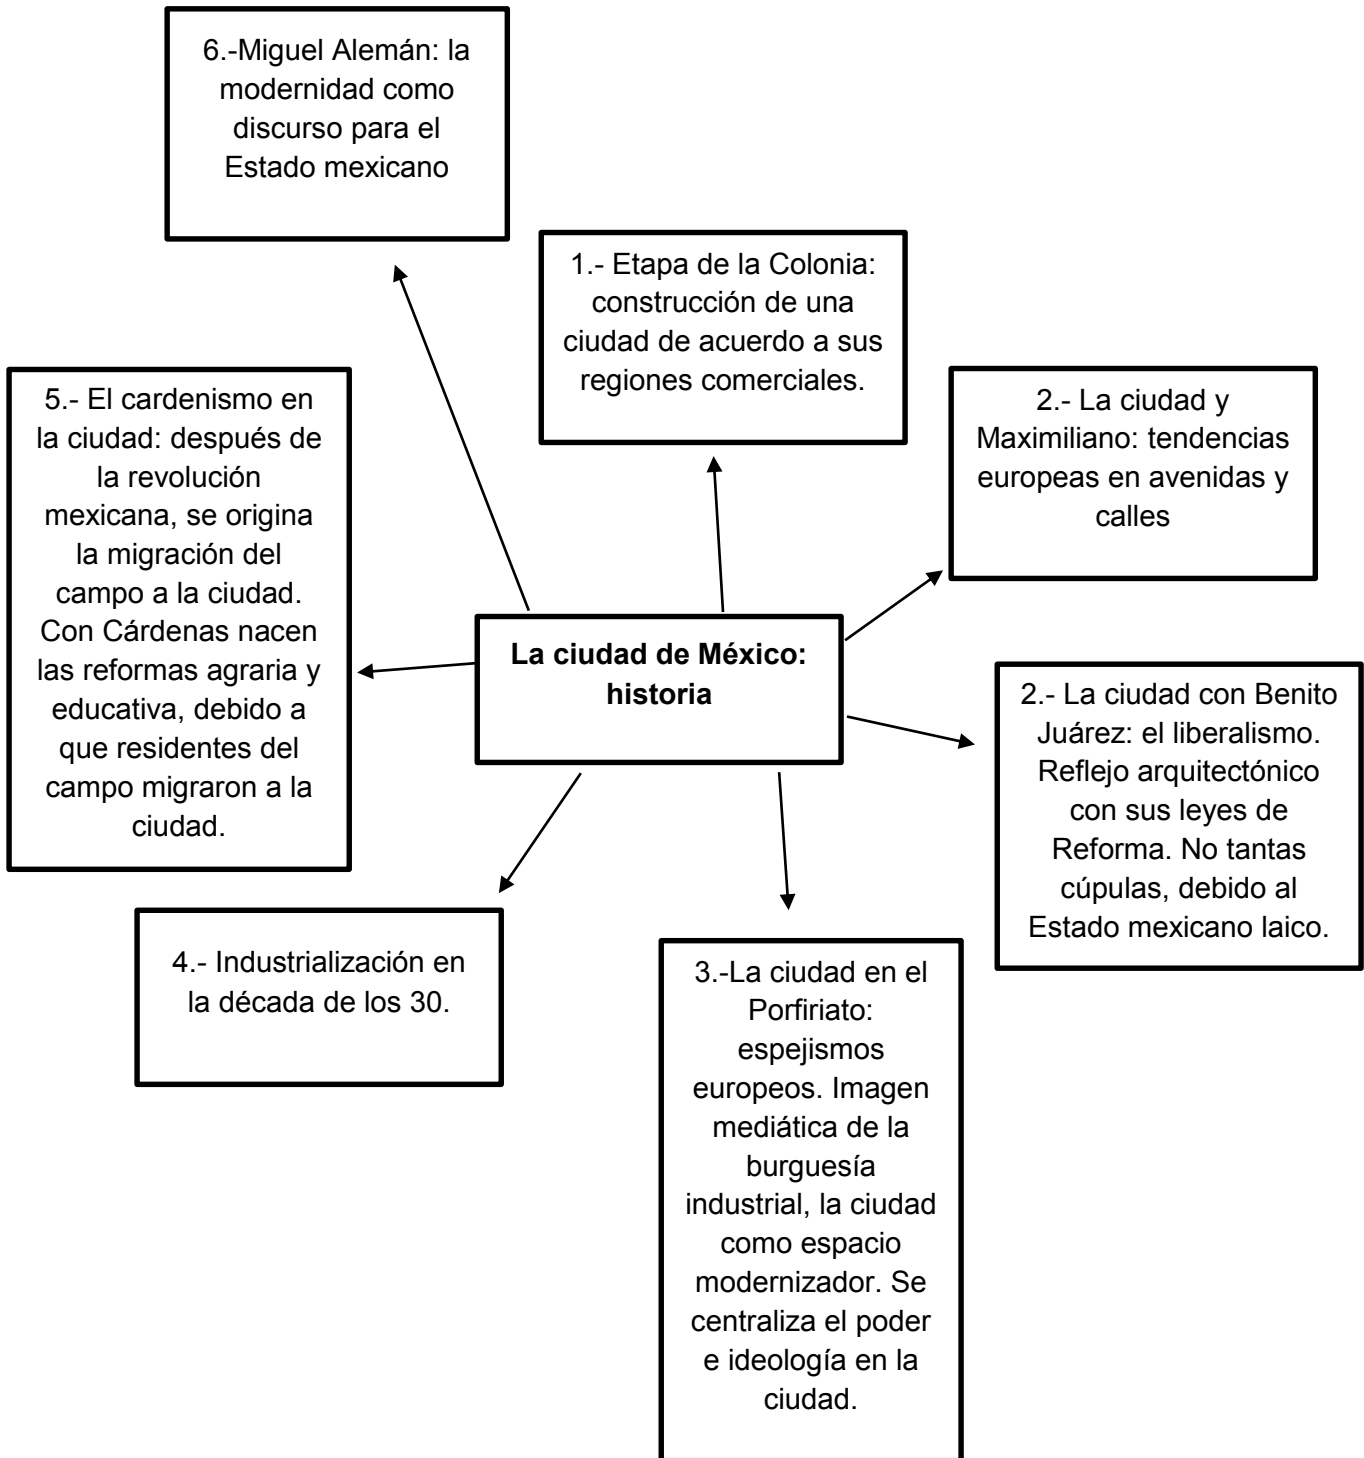 6.-Miguel Alemán: la
modernidad como
discurso para el
Estado mexicano
1.- Etapa de la Colonia:
construcción de una
ciudad de acuerdo a sus
regiones comerciales.
5.- El cardenismo en
la ciudad: después de
la revolución
mexicana, se origina
la migración del
campo a la ciudad.
Con Cárdenas nacen
las reformas agraria y
educativa, debido a
que residentes del
campo migraron a la
ciudad.
2.- La ciudad y
Maximiliano: tendencias
europeas en avenidas y
calles
La ciudad de México:
historia
2.- La ciudad con Benito
Juárez: el liberalismo.
Reflejo arquitectónico
con sus leyes de
Reforma. No tantas
cúpulas, debido al
Estado mexicano laico.
4.- Industrialización en
la década de los 30.
3.-La ciudad en el
Porfiriato:
espejismos
europeos. Imagen
mediática de la
burguesía
industrial, la ciudad
como espacio
modernizador. Se
centraliza el poder
e ideología en la
ciudad.